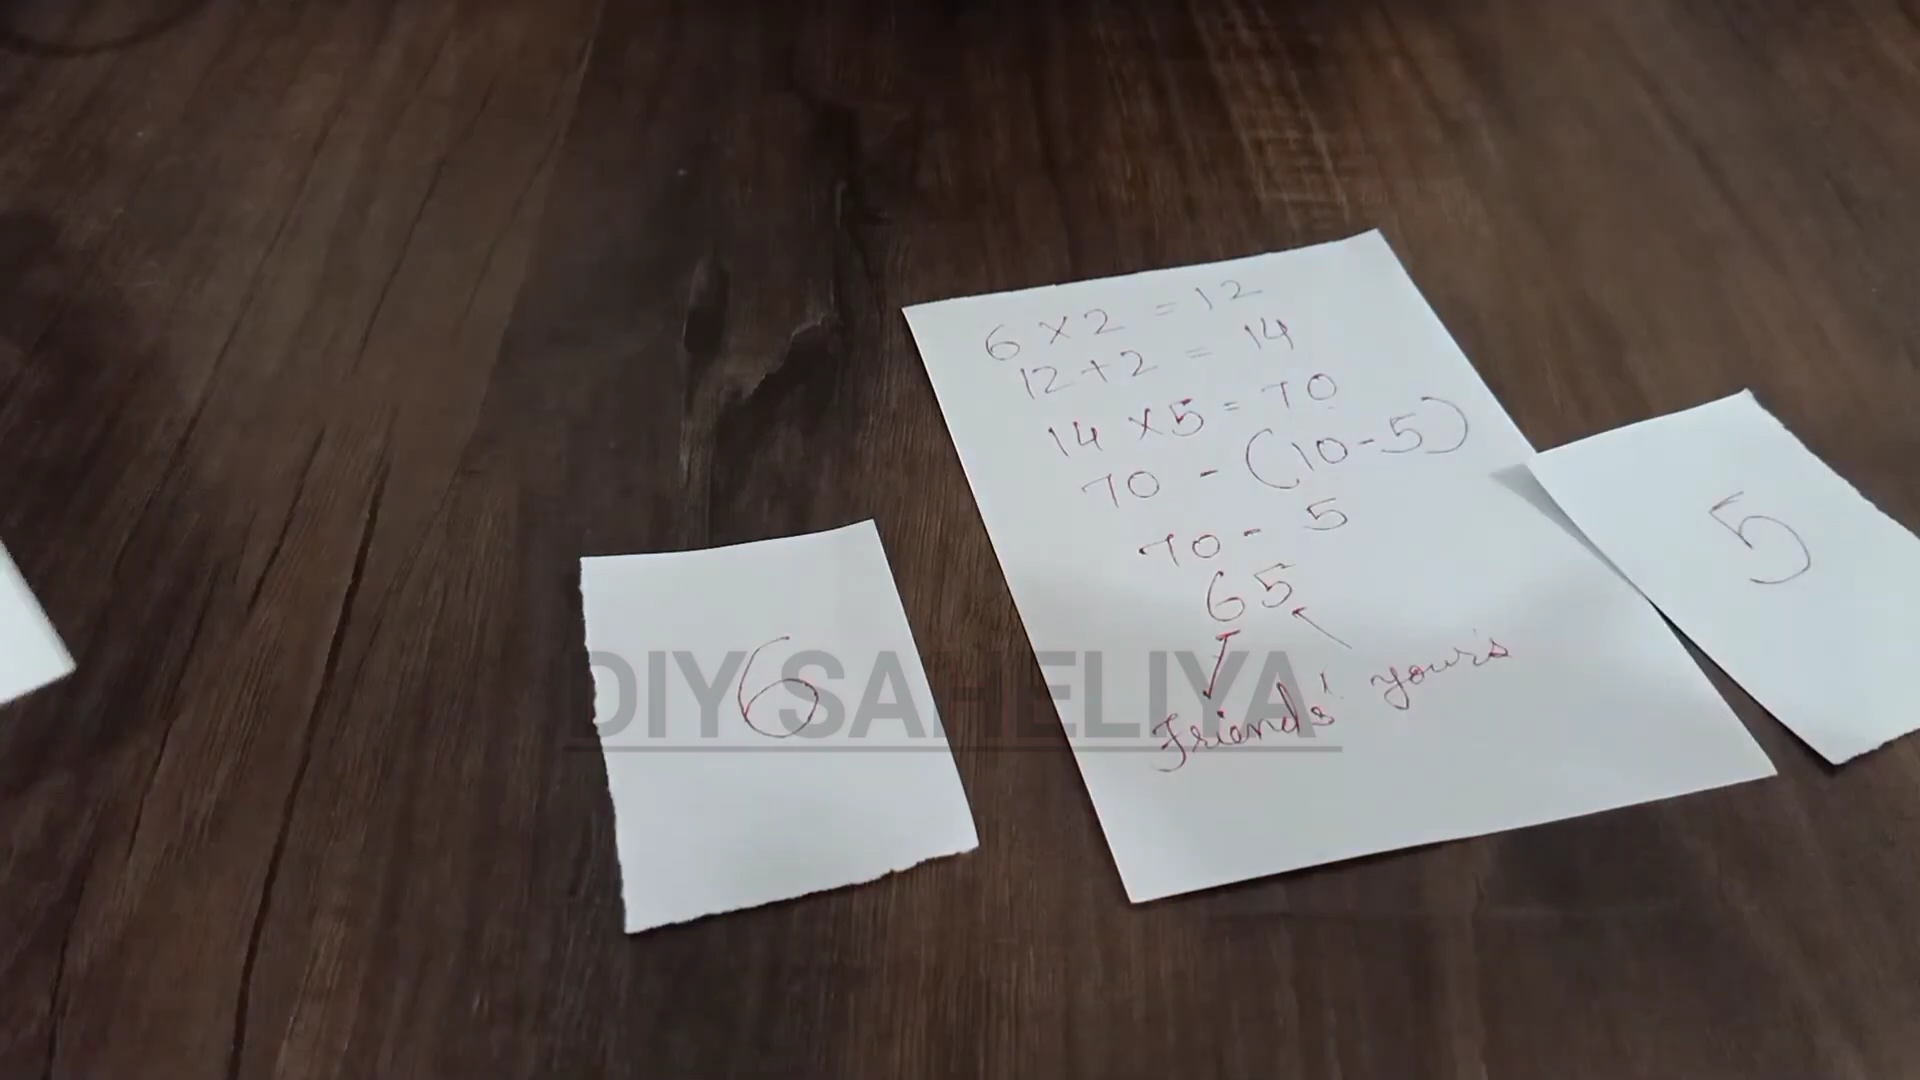 6 × 2 = 12
12 + 2 = 14
14 × 5 = 70
70 - (10 - 5)
70 - 5
65
Friends' your's
6
5
DIY SAHELIYA